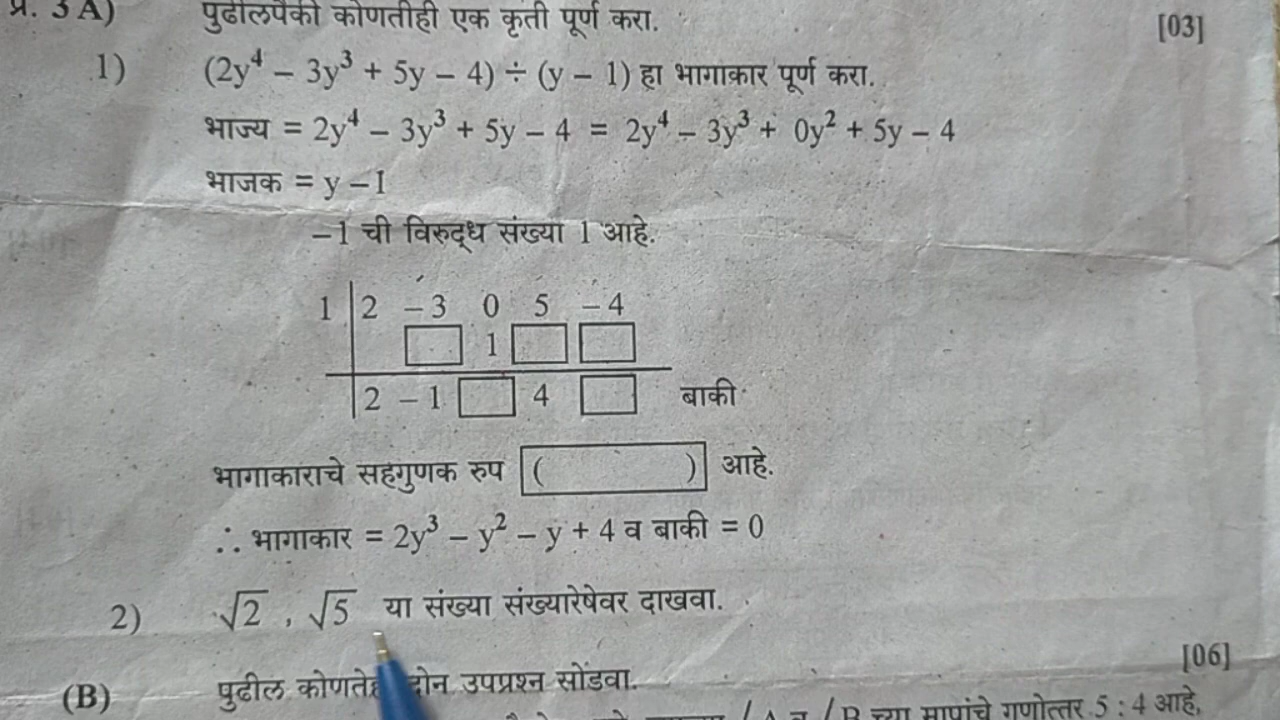 प्र. 3 A) पुढीलपैकी कोणतीही एक कृती पूर्ण करा. [03]
1) (2y⁴ – 3y³ + 5y – 4) ÷ (y – 1) हा भागाकार पूर्ण करा.
भाज्य = 2y⁴ – 3y³ + 5y – 4 = 2y⁴ – 3y³ + 0y² + 5y – 4
भाजक = y – 1
– 1 ची विरुद्ध संख्या 1 आहे.
1 | 2 – 3 0 5 – 4
□ 1 □ □
2 – 1 □ 4 □ बाकी
भागाकाराचे सहगुणक रुप ( ) आहे.
∴ भागाकार = 2y³ – y² – y + 4 व बाकी = 0
2) √2 , √5 या संख्या संख्यारेषेवर दाखवा.
[06]
(B) पुढील दोन उपप्रश्न सोडवा.
∠A व ∠B च्या मापांचे गुणोत्तर 5 : 4 आहे,